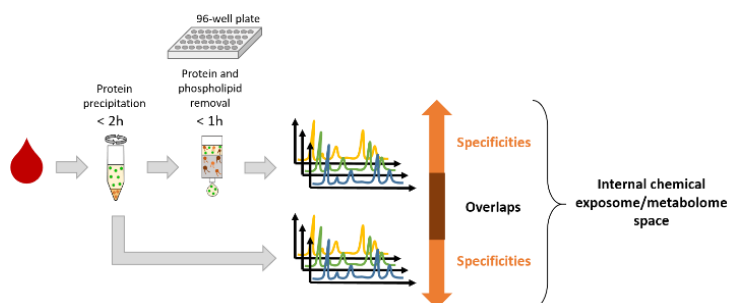 96-well plate
Protein
precipitation
< 2h
Protein and
phospholipid
removal
< 1h
Specificities
Overlaps
Specificities
Internal chemical
exposome/metabolome
space